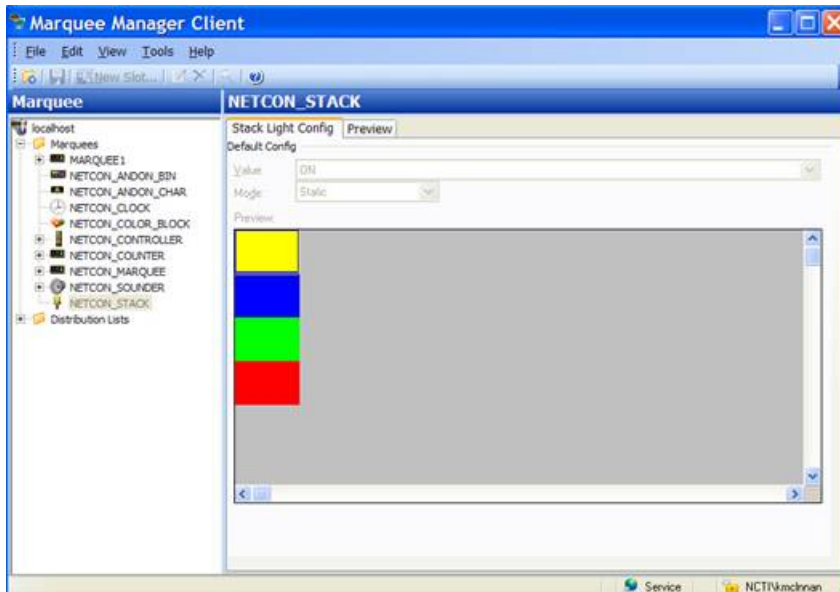 Marquee Manager Client
File Edit View Tools Help
New Slot...
Marquee
NETCON_STACK
localhost
Marquees
MARQUEE1
NETCON_ANDON_BIN
NETCON_ANDON_CHAR
NETCON_CLOCK
NETCON_COLOR_BLOCK
NETCON_CONTROLLER
NETCON_COUNTER
NETCON_MARQUEE
NETCON_SOUNDER
NETCON_STACK
Distribution Lists
Stack Light Config Preview
Default Config
Value: ON
Mode: Static
Preview:
Service NCTI\kmclnnan